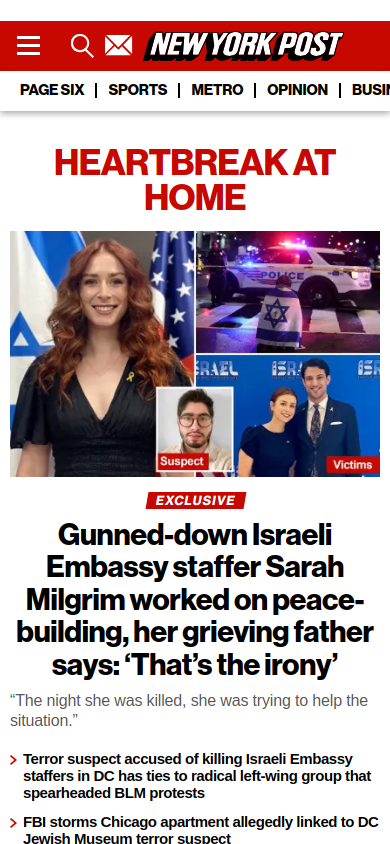 NEW YORK POST
PAGE SIX | SPORTS | METRO | OPINION | BUSIN
HEARTBREAK AT
HOME
POLICE
ISRAEL
Suspect
Victims
EXCLUSIVE
Gunned-down Israeli
Embassy staffer Sarah
Milgrim worked on peace-
building, her grieving father
says: ‘That’s the irony’
“The night she was killed, she was trying to help the
situation.”
Terror suspect accused of killing Israeli Embassy
staffers in DC has ties to radical left-wing group that
spearheaded BLM protests
FBI storms Chicago apartment allegedly linked to DC
Jewish Museum terror suspect